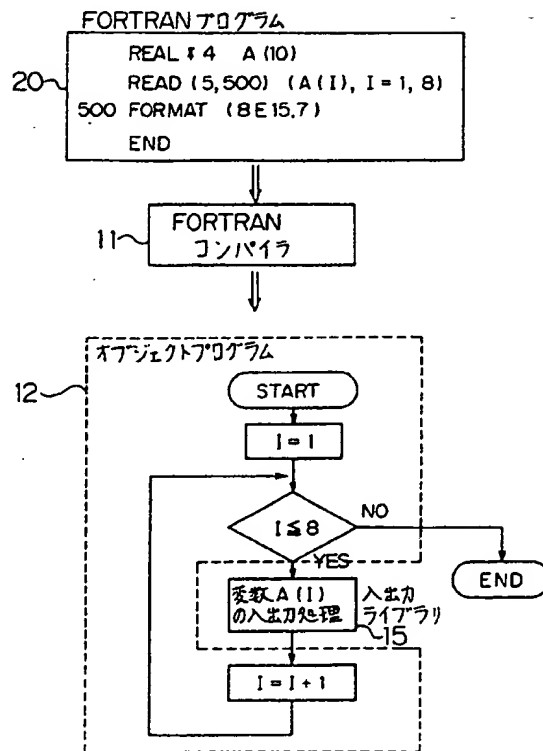 FORTRANプログラム
20
REAL * 4 A(10)
READ (5,500) (A(I), I = 1, 8)
500 FORMAT (8E15.7)
END
11
FORTRAN
コンパイラ
12
オブジェクトプログラム
START
I = 1
I ≦ 8
NO
YES
END
変数A(I)
の入出力処理
入出力
ライブラリ
15
I = I + 1